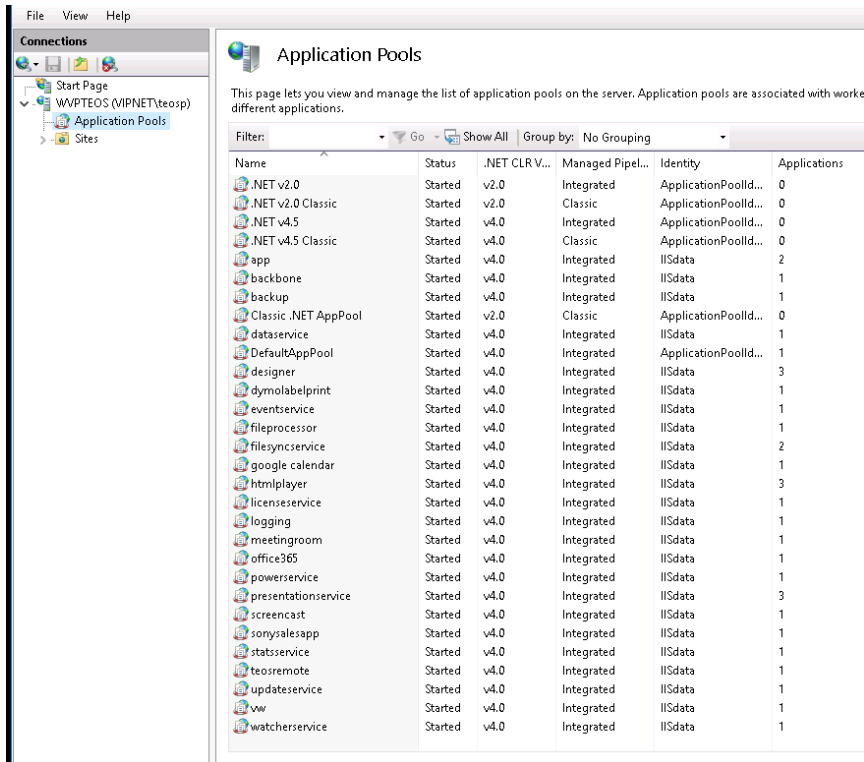 File View Help
Connections
Start Page
WVPTEOS (VIPNET\teosp)
Application Pools
Sites
Application Pools
This page lets you view and manage the list of application pools on the server. Application pools are associated with worke
different applications.
Filter: Go Show All Group by: No Grouping
Name Status .NET CLR V... Managed Pipel... Identity Applications
.NET v2.0 Started v2.0 Integrated ApplicationPoolId... 0
.NET v2.0 Classic Started v2.0 Classic ApplicationPoolId... 0
.NET v4.5 Started v4.0 Integrated ApplicationPoolId... 0
.NET v4.5 Classic Started v4.0 Classic ApplicationPoolId... 0
app Started v4.0 Integrated IISdata 2
backbone Started v4.0 Integrated IISdata 1
backup Started v4.0 Integrated IISdata 1
Classic .NET AppPool Started v2.0 Classic ApplicationPoolId... 0
dataservice Started v4.0 Integrated IISdata 1
DefaultAppPool Started v4.0 Integrated ApplicationPoolId... 1
designer Started v4.0 Integrated IISdata 3
dymolabelprint Started v4.0 Integrated IISdata 1
eventservice Started v4.0 Integrated IISdata 1
fileprocessor Started v4.0 Integrated IISdata 1
filesyncservice Started v4.0 Integrated IISdata 2
google calendar Started v4.0 Integrated IISdata 1
htmlplayer Started v4.0 Integrated IISdata 3
licenseservice Started v4.0 Integrated IISdata 1
logging Started v4.0 Integrated IISdata 1
meetingroom Started v4.0 Integrated IISdata 1
office365 Started v4.0 Integrated IISdata 1
powerservice Started v4.0 Integrated IISdata 1
presentationservice Started v4.0 Integrated IISdata 3
screencast Started v4.0 Integrated IISdata 1
sonysalesapp Started v4.0 Integrated IISdata 1
statsservice Started v4.0 Integrated IISdata 1
teosremote Started v4.0 Integrated IISdata 1
updateservice Started v4.0 Integrated IISdata 1
vw Started v4.0 Integrated IISdata 1
watcherservice Started v4.0 Integrated IISdata 1